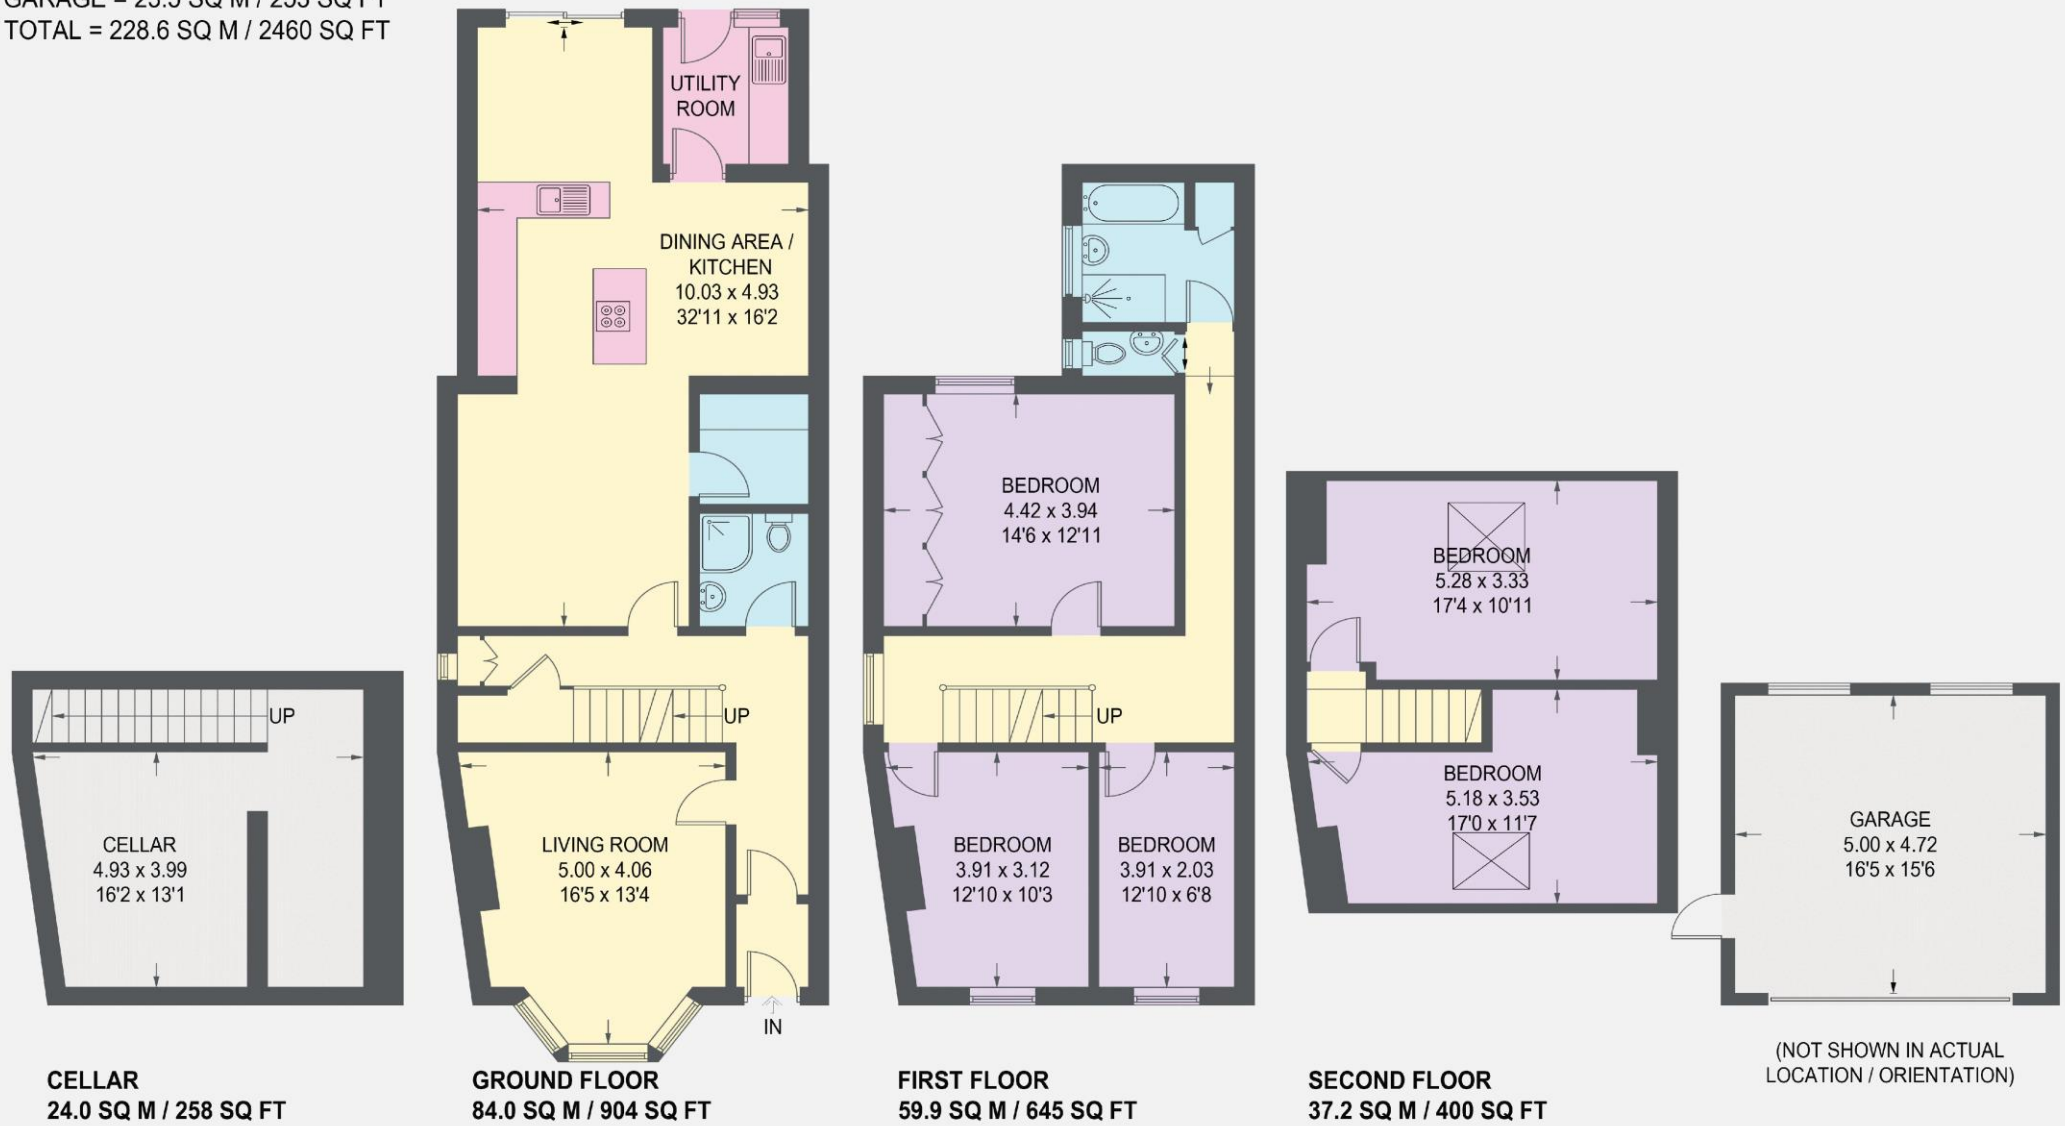 GARAGE = 23.5 SQ M / 253 SQ FT
TOTAL = 228.6 SQ M / 2460 SQ FT
UTILITY
ROOM
DINING AREA /
KITCHEN
10.03 x 4.93
32'11 x 16'2
BEDROOM
4.42 x 3.94
14'6 x 12'11
BEDROOM
5.28 x 3.33
17'4 x 10'11
UP
UP
UP
CELLAR
4.93 x 3.99
16'2 x 13'1
LIVING ROOM
5.00 x 4.06
16'5 x 13'4
BEDROOM
3.91 x 3.12
12'10 x 10'3
BEDROOM
3.91 x 2.03
12'10 x 6'8
BEDROOM
5.18 x 3.53
17'0 x 11'7
GARAGE
5.00 x 4.72
16'5 x 15'6
IN
(NOT SHOWN IN ACTUAL
LOCATION / ORIENTATION)
CELLAR
24.0 SQ M / 258 SQ FT
GROUND FLOOR
84.0 SQ M / 904 SQ FT
FIRST FLOOR
59.9 SQ M / 645 SQ FT
SECOND FLOOR
37.2 SQ M / 400 SQ FT